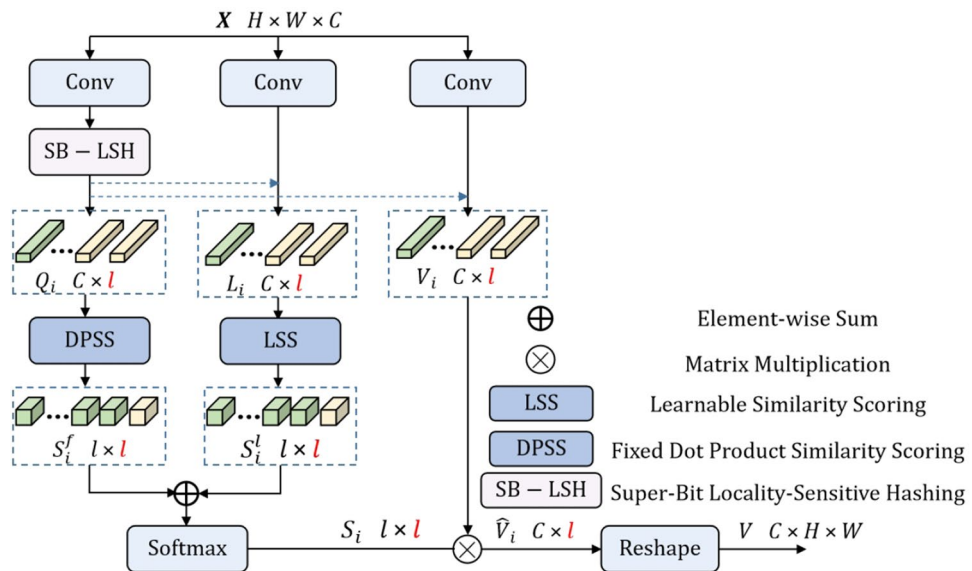 X H × W × C
Conv Conv Conv
SB − LSH
Q_i C × l L_i C × l V_i C × l
DPSS LSS
S_i^f l × l S_i^l l × l
Softmax
S_i l × l
V̂_i C × l
Reshape
V C × H × W
⊕ Element-wise Sum
⊗ Matrix Multiplication
LSS Learnable Similarity Scoring
DPSS Fixed Dot Product Similarity Scoring
SB − LSH Super-Bit Locality-Sensitive Hashing